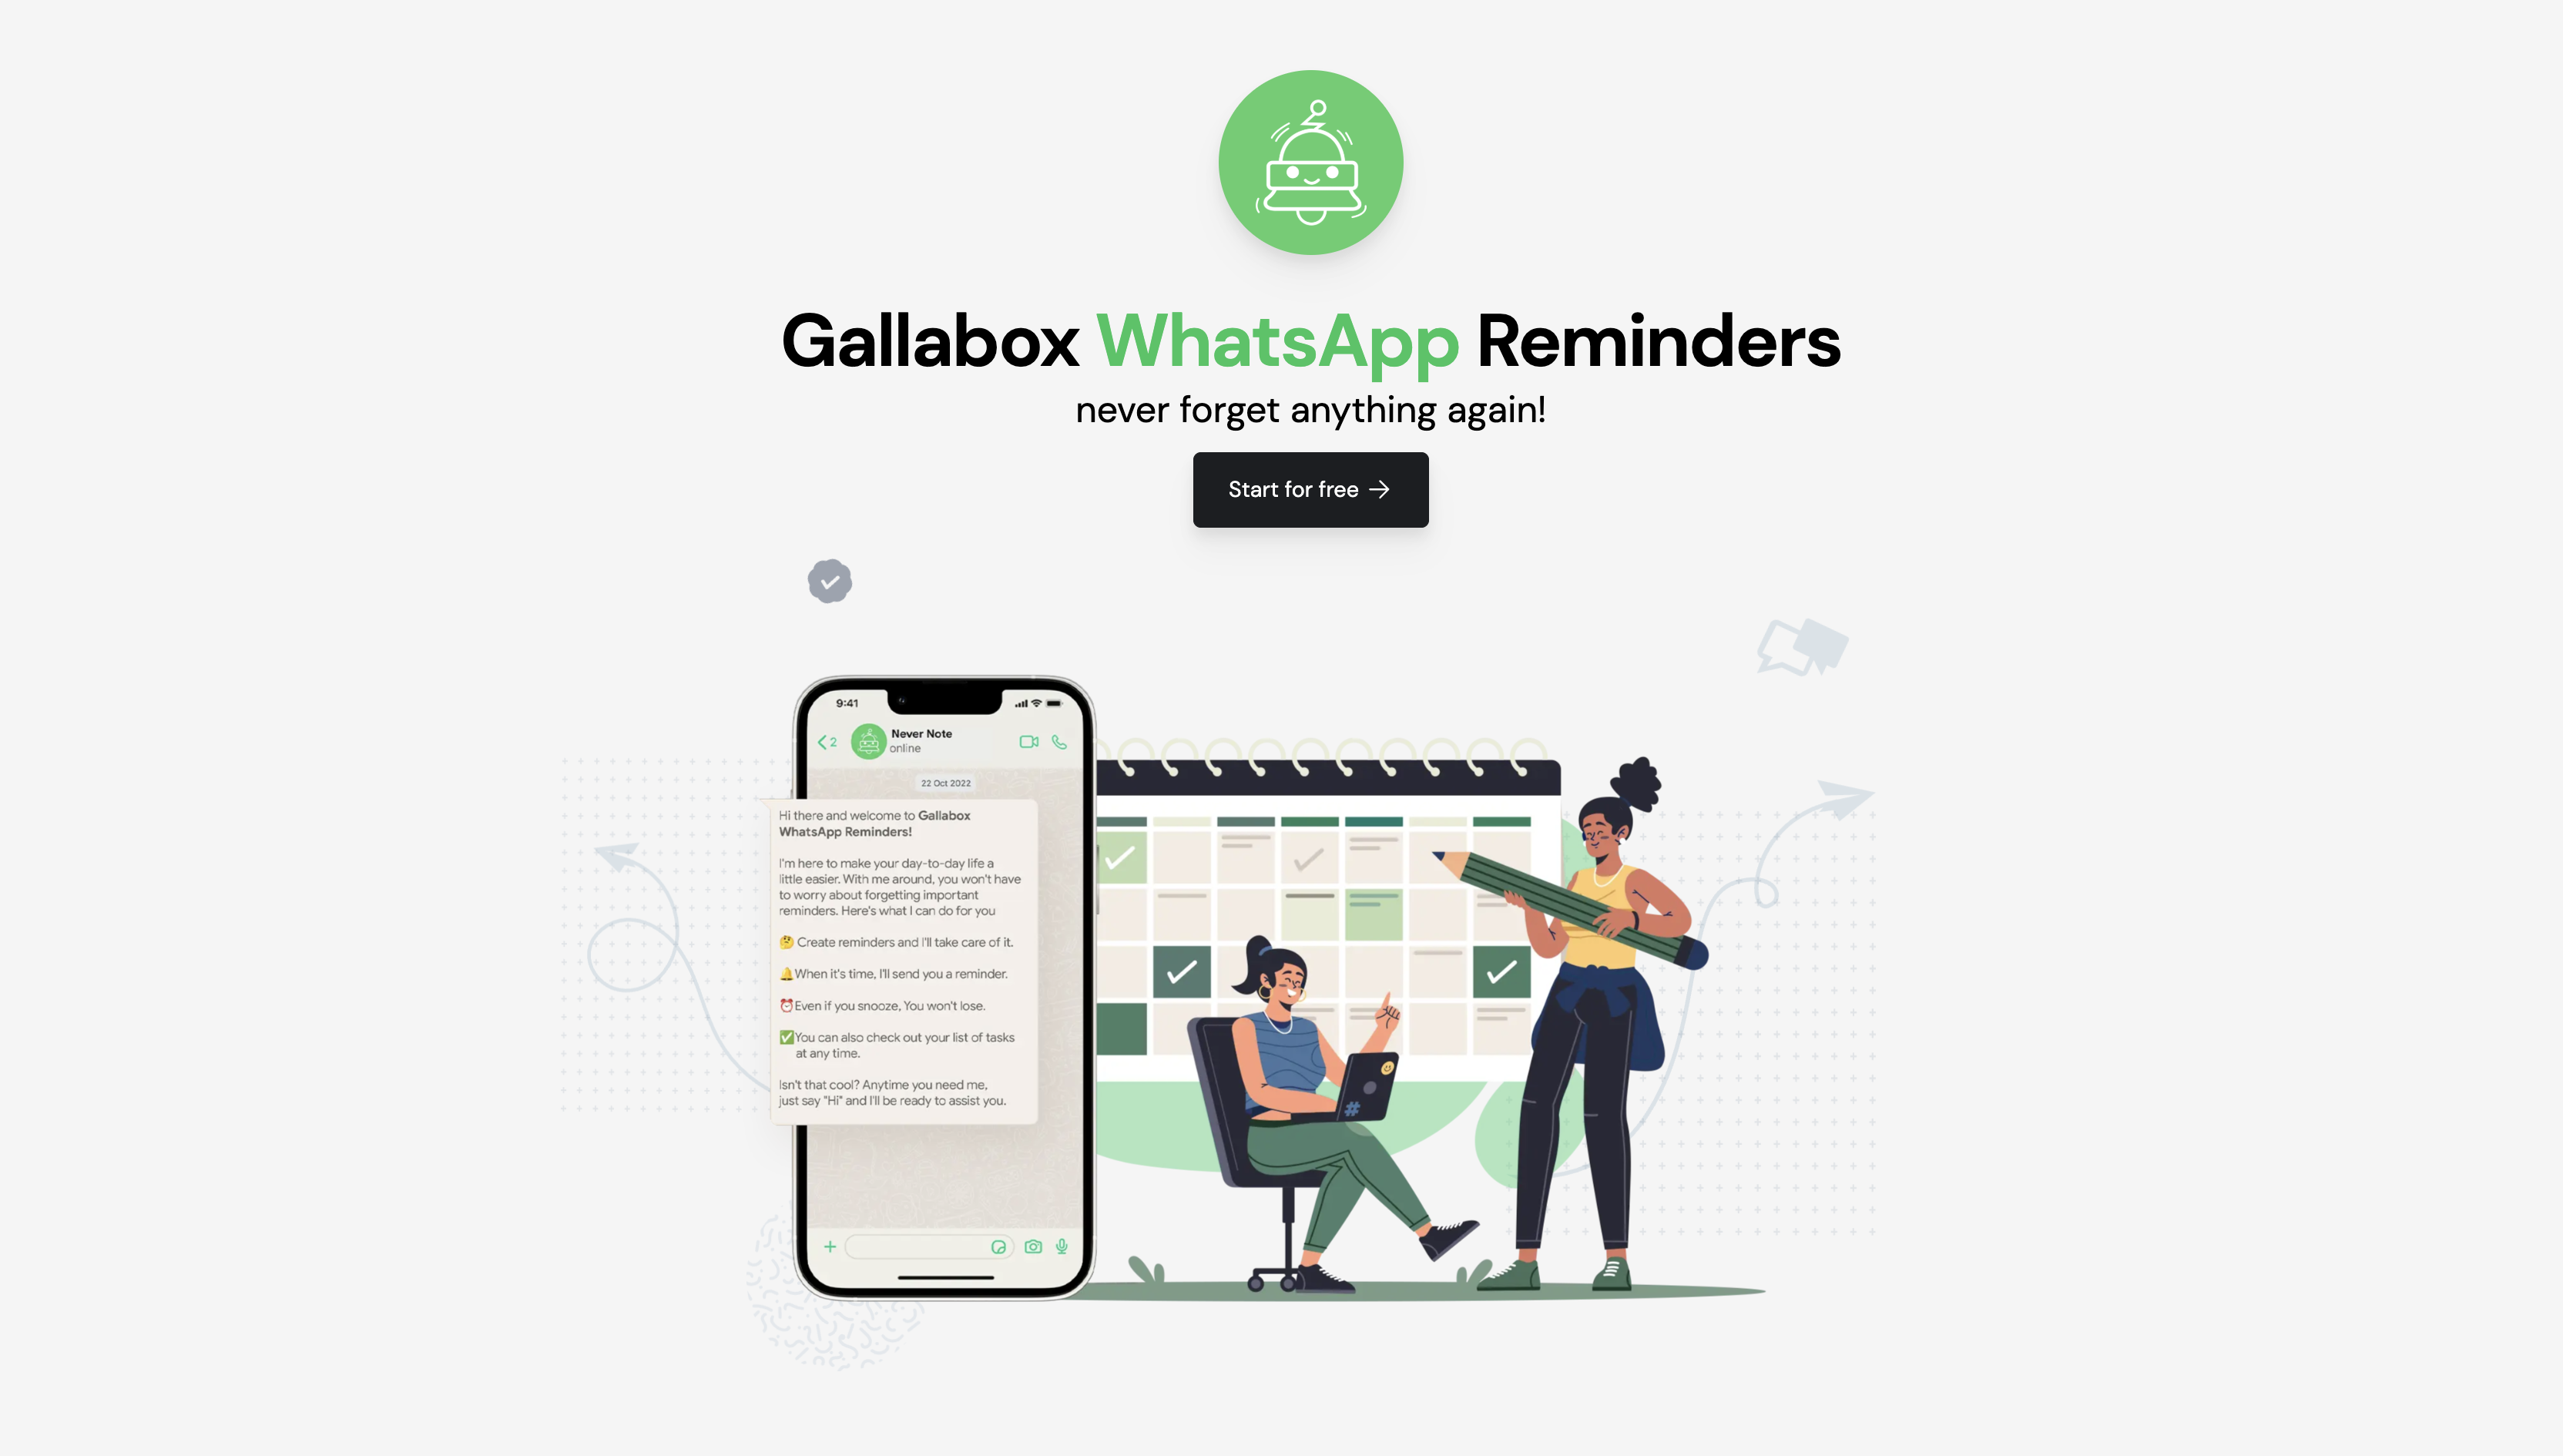 Gallabox WhatsApp Reminders
never forget anything again!
Start for free →
9:41
2
Never Note
online
22 Oct 2022
Hi there and welcome to Gallabox
WhatsApp Reminders!
I'm here to make your day-to-day life a
little easier. With me around, you won't have
to worry about forgetting important
reminders. Here's what I can do for you
🤔 Create reminders and I'll take care of it.
🔔When it's time, I'll send you a reminder.
⏰Even if you snooze, You won't lose.
✅You can also check out your list of tasks
at any time.
Isn't that cool? Anytime you need me,
just say "Hi" and I'll be ready to assist you.
#